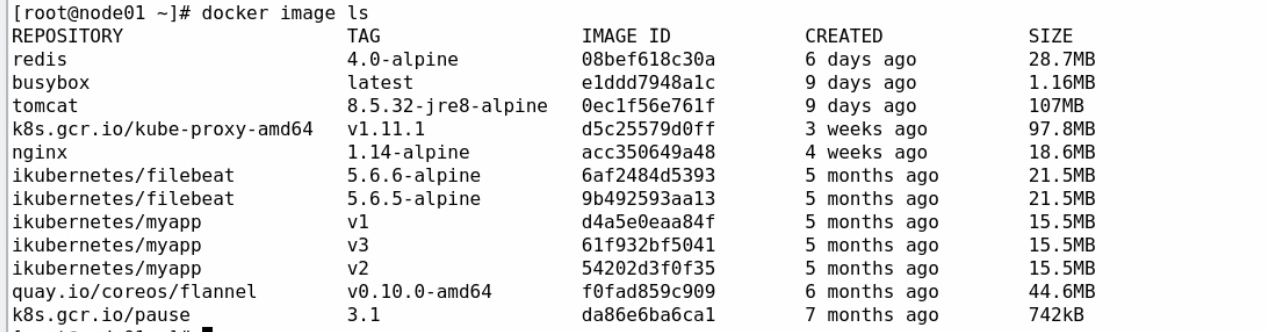 [root@node01 ~]# docker image ls
REPOSITORY TAG IMAGE ID CREATED SIZE
redis 4.0-alpine 08bef618c30a 6 days ago 28.7MB
busybox latest e1ddd7948a1c 9 days ago 1.16MB
tomcat 8.5.32-jre8-alpine 0ec1f56e761f 9 days ago 107MB
k8s.gcr.io/kube-proxy-amd64 v1.11.1 d5c25579d0ff 3 weeks ago 97.8MB
nginx 1.14-alpine acc350649a48 4 weeks ago 18.6MB
ikubernetes/filebeat 5.6.6-alpine 6af2484d5393 5 months ago 21.5MB
ikubernetes/filebeat 5.6.5-alpine 9b492593aa13 5 months ago 21.5MB
ikubernetes/myapp v1 d4a5e0eaa84f 5 months ago 15.5MB
ikubernetes/myapp v3 61f932bf5041 5 months ago 15.5MB
ikubernetes/myapp v2 54202d3f0f35 5 months ago 15.5MB
quay.io/coreos/flannel v0.10.0-amd64 f0fad859c909 6 months ago 44.6MB
k8s.gcr.io/pause 3.1 da86e6ba6ca1 7 months ago 742kB